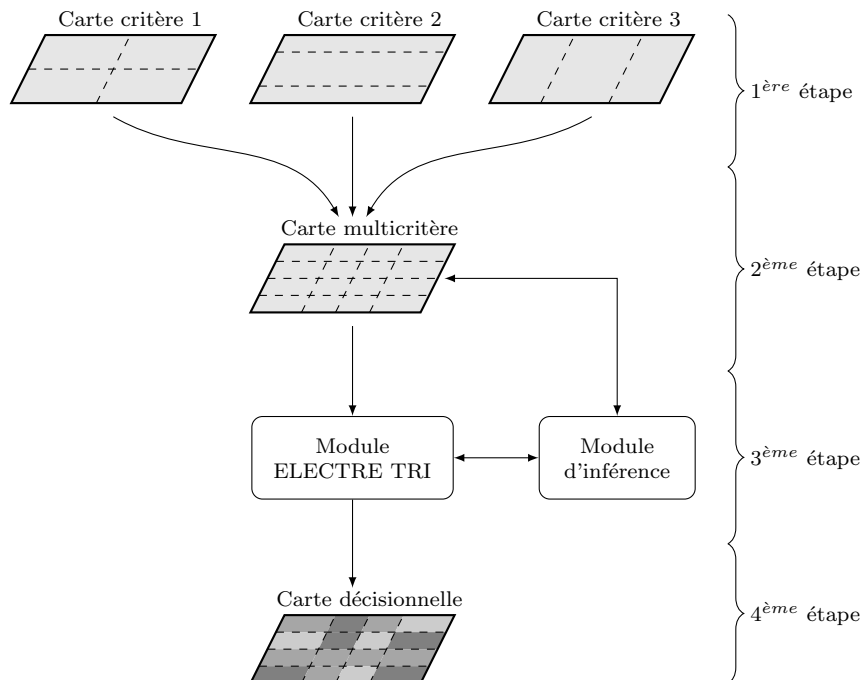 Carte critère 1
Carte critère 2
Carte critère 3
1ère étape
Carte multicritère
2ème étape
Module
ELECTRE TRI
Module
d'inférence
3ème étape
Carte décisionnelle
4ème étape